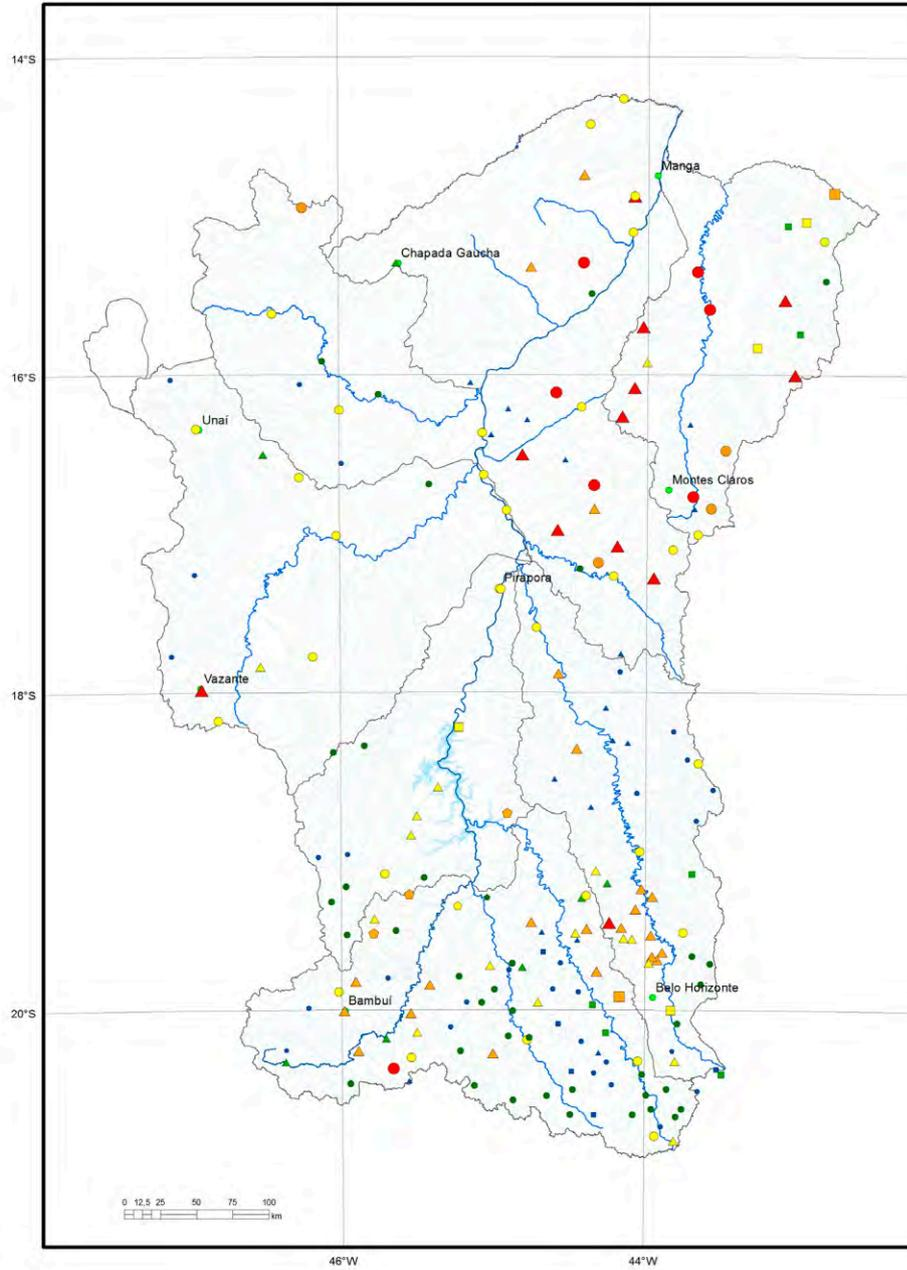 14°S
Manga
Chapada Gaucha
16°S
Unaí
Montes Claros
Pirapora
18°S
Vazante
Belo Horizonte
20°S
Bambuí
0 12,5 25 50 75 100
km
46°W 44°W